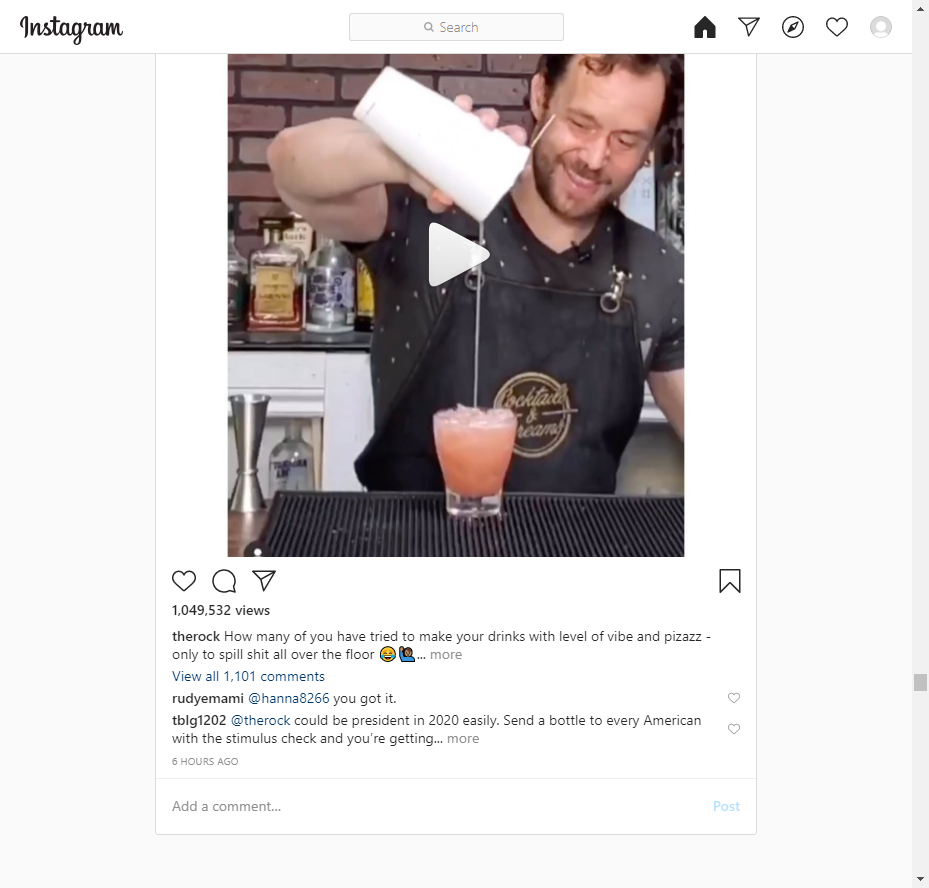 Instagram
Search
Cocktails
&
Dreams
1,049,532 views
therock How many of you have tried to make your drinks with level of vibe and pizazz -
only to spill shit all over the floor 😂🙋🏾‍♂️... more
View all 1,101 comments
rudyemami @hanna8266 you got it.
tblg1202 @therock could be president in 2020 easily. Send a bottle to every American
with the stimulus check and you’re getting... more
6 HOURS AGO
Add a comment... Post